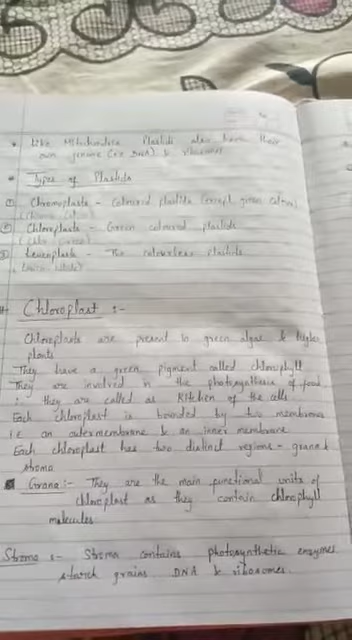 • Like Mitochondria Plastids also have their
own genome (i.e. DNA) & ribosomes
• Types of Plastids
① Chromoplasts - Coloured plastids (except green colour)
② Chloroplasts - Green coloured plastids
③ Leucoplasts - The colourless plastids
Chloroplast :-
Chloroplasts are present in green algae & higher
plants
They have a green pigment called chlorophyll
They are involved in the photosynthesis of food
∴ they are called as Kitchen of the cells
Each chloroplast is bounded by two membranes
i.e an outermembrane & an inner membrane
Each chloroplast has two distinct regions - grana &
stroma
Grana :- They are the main functional units of
chloroplast as they contain chlorophyll
molecules
Stroma :- Stroma contains photosynthetic enzymes
starch grains, DNA & ribosomes.